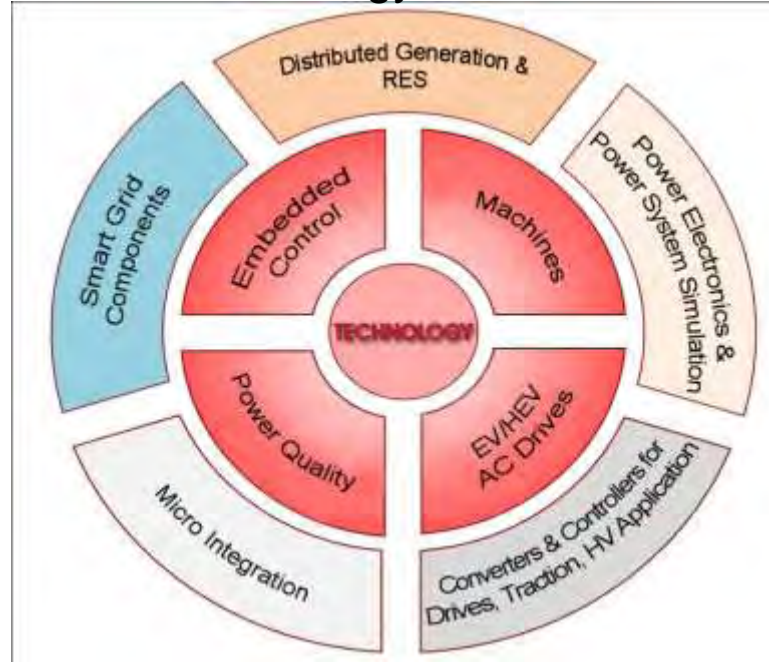 Distributed Generation &
RES
Power Electronics &
Power System Simulation
Converters & Controllers for
Drives, Traction, HV Application
Micro Integration
Smart Grid
Components
Embedded
Control
Machines
EV/HEV
AC Drives
Power Quality
TECHNOLOGY